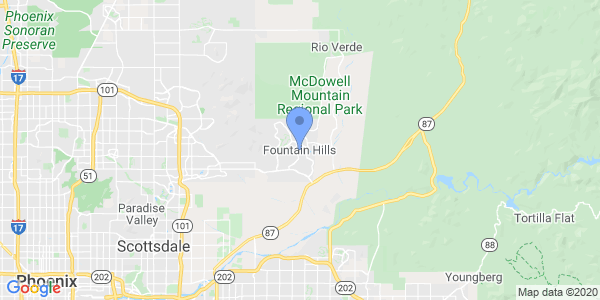 Phoenix
Sonoran
Preserve
Rio Verde
17
101
McDowell
Mountain
Regional Park
87
Fountain Hills
51
Paradise
Valley
101
Tortilla Flat
17
87
88
Scottsdale
202
202
Phoenix
202
Youngberg
Google
Map data ©2020